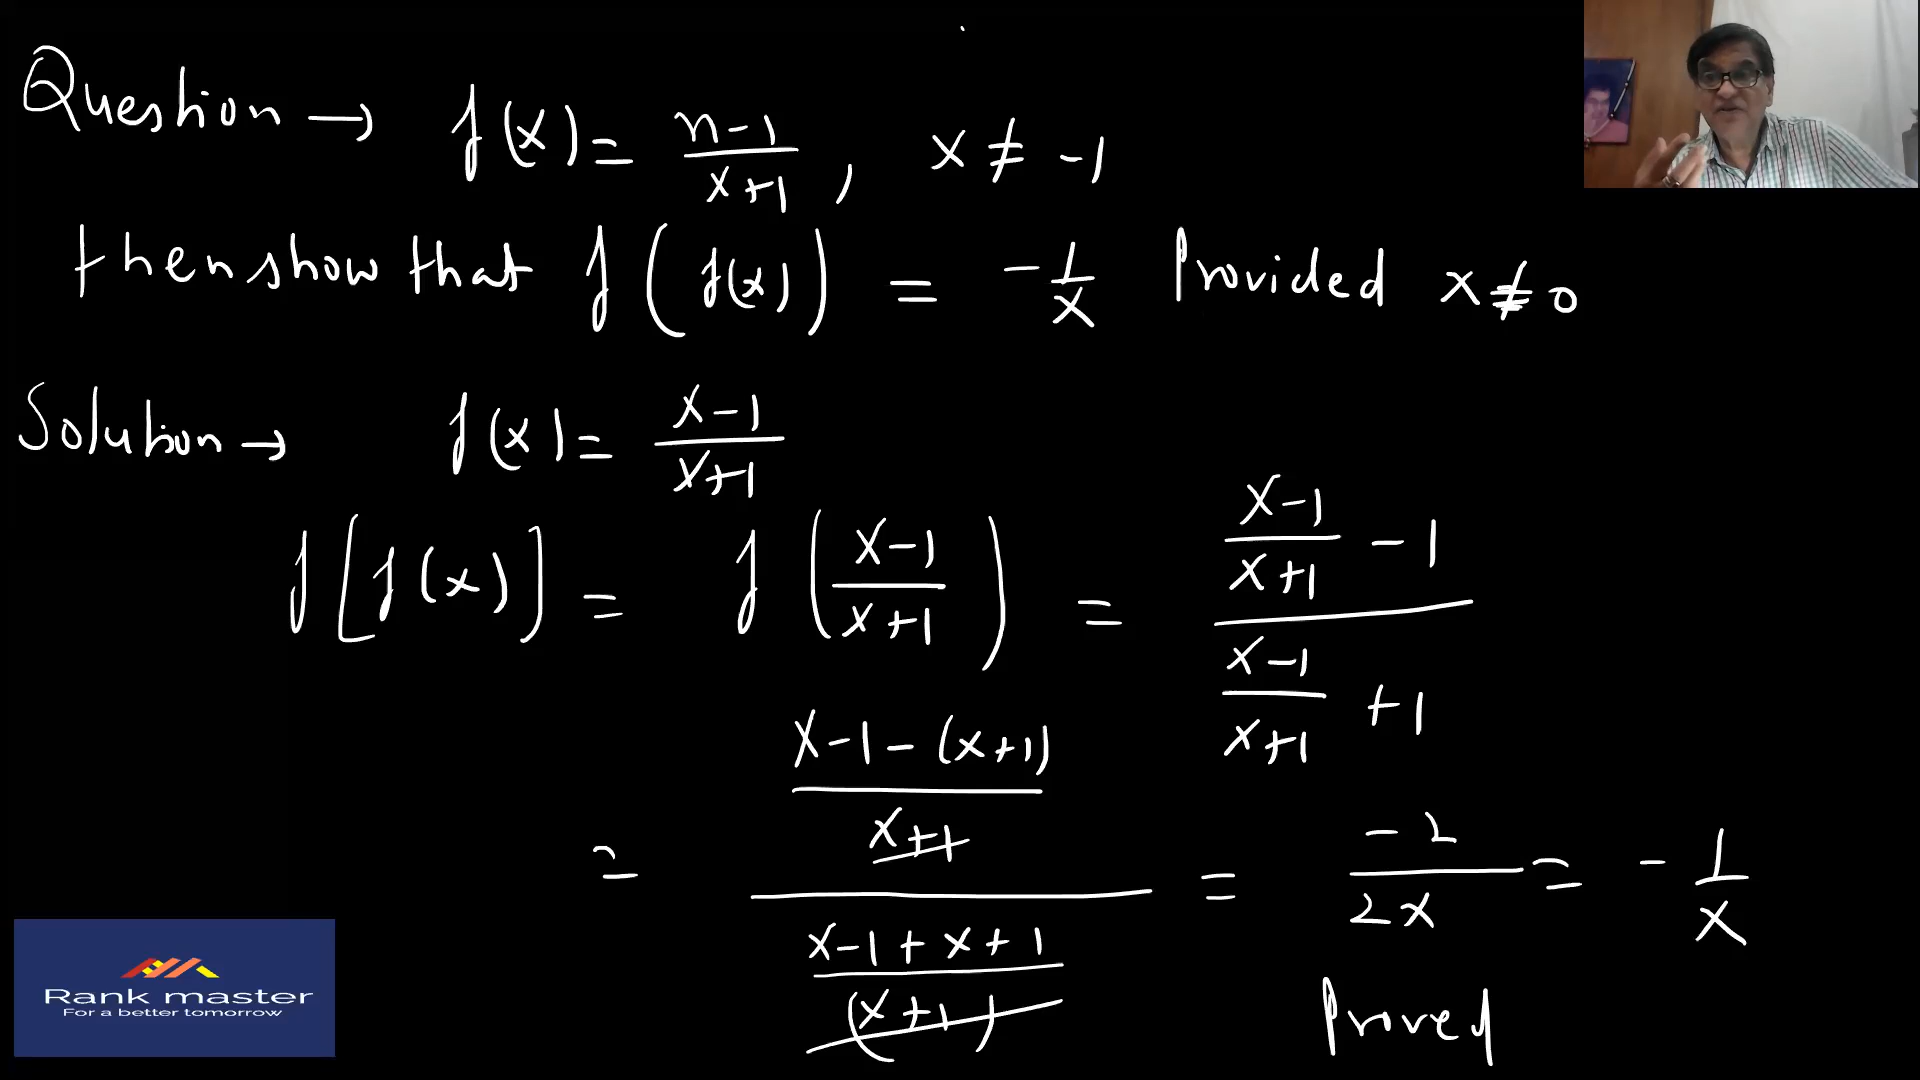 Question → f(x) = n-1/x+1, x ≠ -1
then show that f(f(x)) = -1/x Provided x ≠ 0
Solution → f(x) = x-1/x+1
f[f(x)] = f(x-1/x+1) = (x-1/x+1 - 1)/(x-1/x+1 + 1)
= (x-1-(x+1)/x+1)/(x-1+x+1/(x+1)) = -2/2x = -1/x
Proved
Rank master
For a better tomorrow